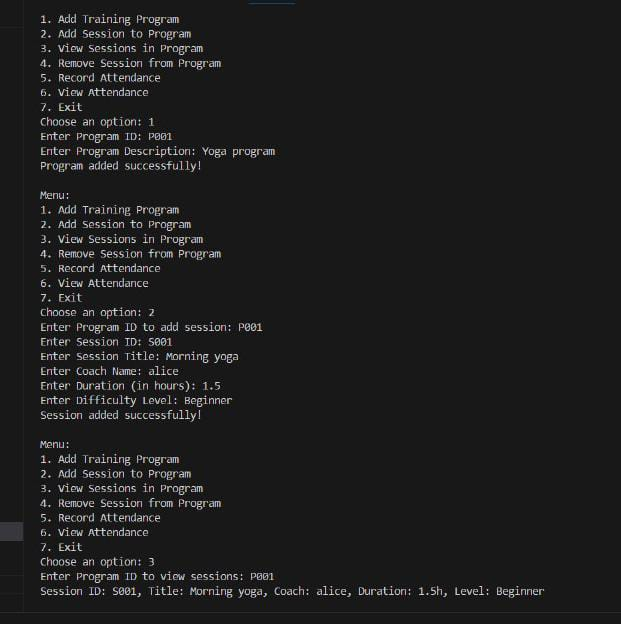 1. Add Training Program
2. Add Session to Program
3. View Sessions in Program
4. Remove Session from Program
5. Record Attendance
6. View Attendance
7. Exit
Choose an option: 1
Enter Program ID: P001
Enter Program Description: Yoga program
Program added successfully!
Menu:
1. Add Training Program
2. Add Session to Program
3. View Sessions in Program
4. Remove Session from Program
5. Record Attendance
6. View Attendance
7. Exit
Choose an option: 2
Enter Program ID to add session: P001
Enter Session ID: S001
Enter Session Title: Morning yoga
Enter Coach Name: alice
Enter Duration (in hours): 1.5
Enter Difficulty Level: Beginner
Session added successfully!
Menu:
1. Add Training Program
2. Add Session to Program
3. View Sessions in Program
4. Remove Session from Program
5. Record Attendance
6. View Attendance
7. Exit
Choose an option: 3
Enter Program ID to view sessions: P001
Session ID: S001, Title: Morning yoga, Coach: alice, Duration: 1.5h, Level: Beginner